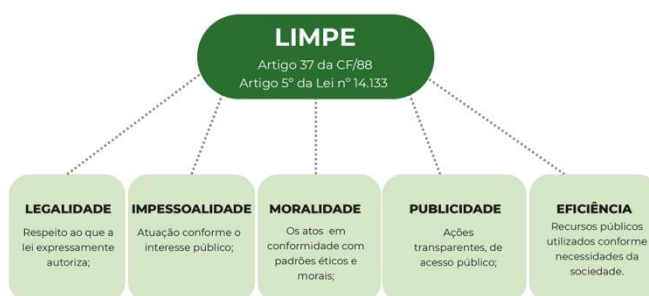 LIMPE
Artigo 37 da CF/88
Artigo 5º da Lei nº 14.133
LEGALIDADE
Respeito ao que a
lei expressamente
autoriza;
IMPESSOALIDADE
Atuação conforme o
interesse público;
MORALIDADE
Os atos em
conformidade com
padrões éticos e
morais;
PUBLICIDADE
Ações
transparentes, de
acesso público;
EFICIÊNCIA
Recursos públicos
utilizados conforme
necessidades da
sociedade.